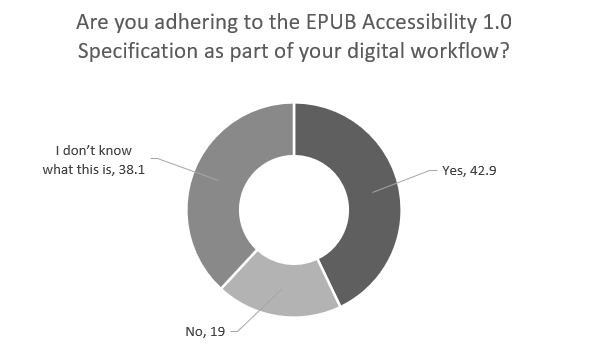 Are you adhering to the EPUB Accessibility 1.0
Specification as part of your digital workflow?
I don't know
what this is, 38.1
Yes, 42.9
No, 19